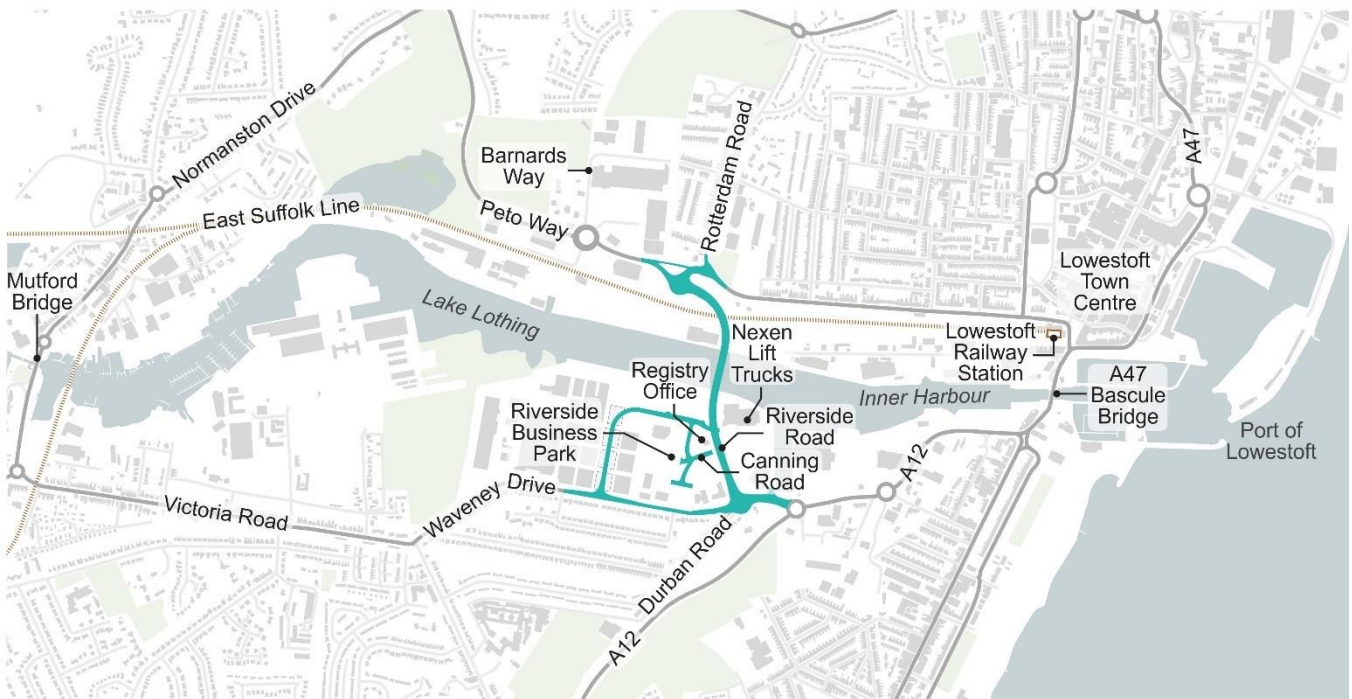 Normanston Drive
A47
Barnards
Way
Rotterdam Road
East Suffolk Line
Peto Way
Mutford
Bridge
Lowestoft
Town
Centre
Lake Lothing
Nexen
Lift
Trucks
Lowestoft
Railway
Station
Registry
Office
Inner Harbour
A47
Bascule
Bridge
Riverside
Business
Park
Riverside
Road
Canning
Road
Port of
Lowestoft
A12
Victoria Road
Waveney Drive
Durban Road
A12